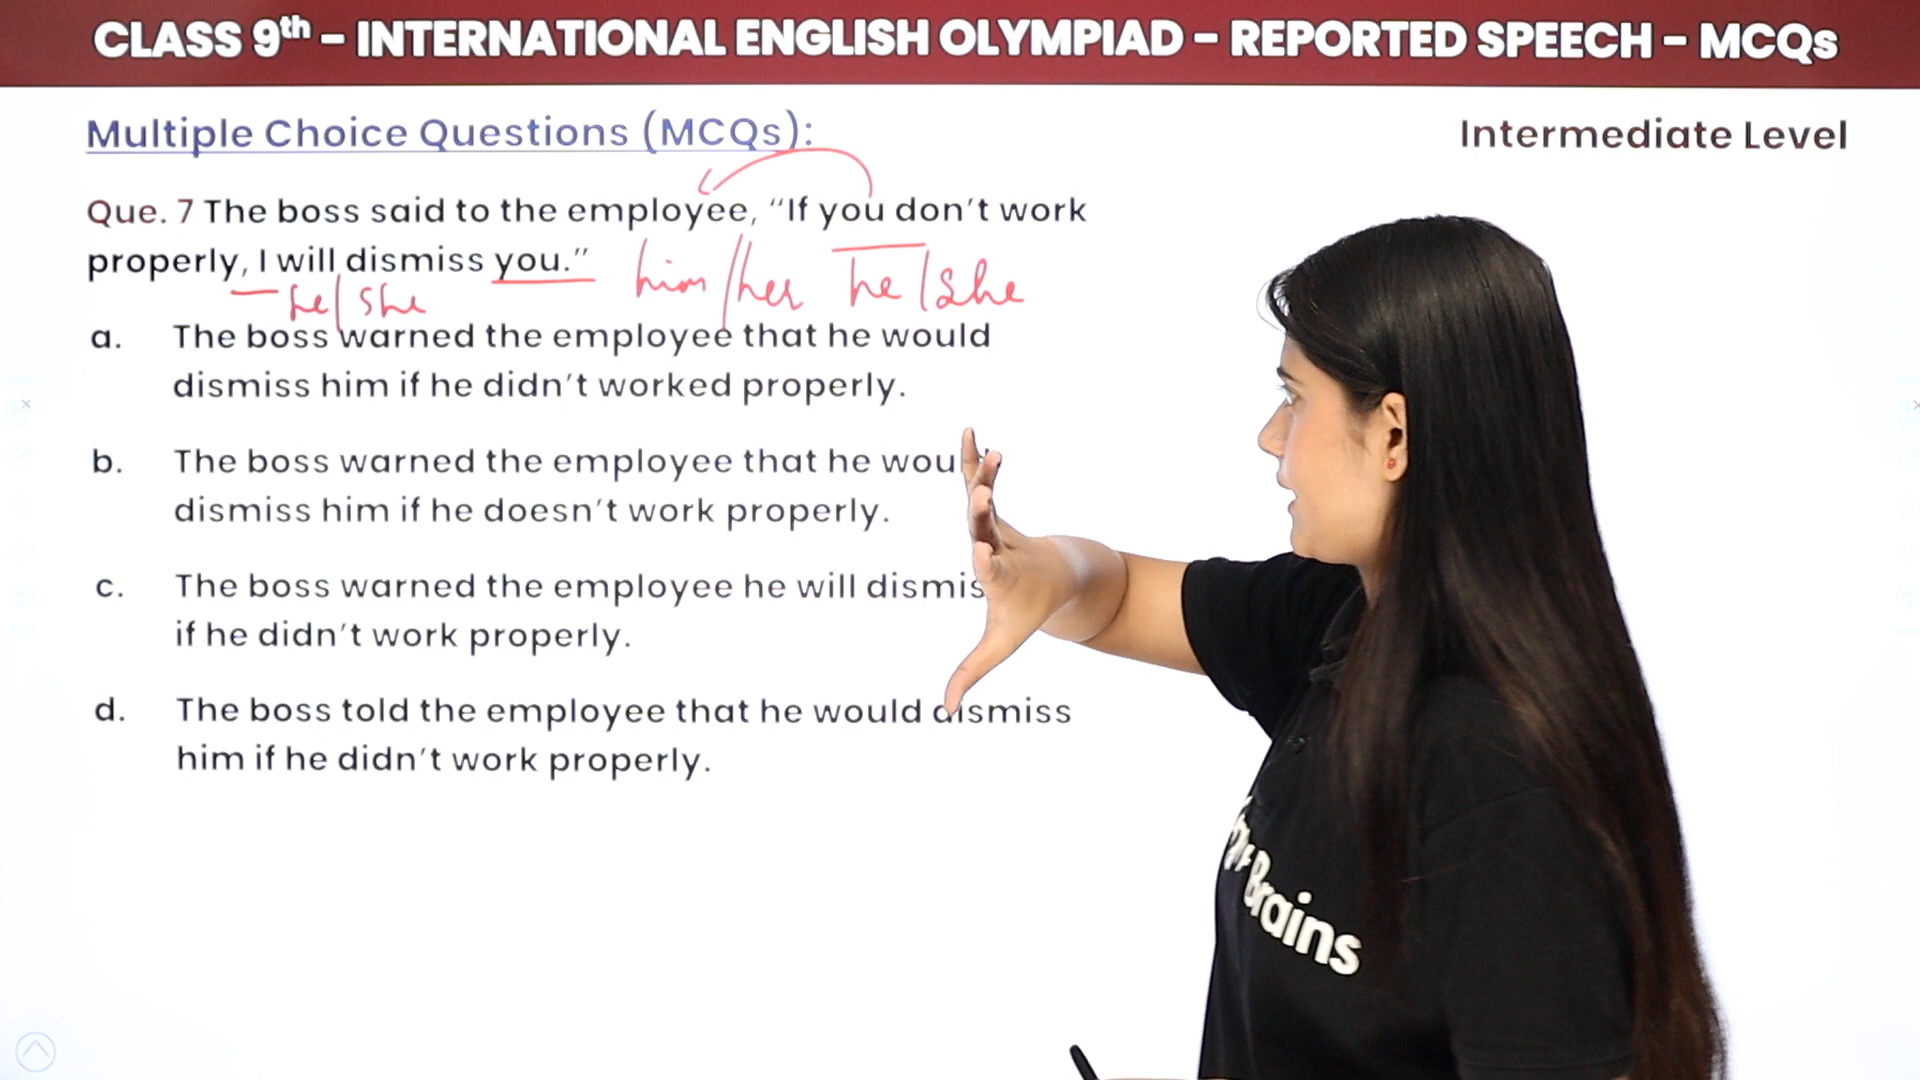 CLASS 9th - INTERNATIONAL ENGLISH OLYMPIAD - REPORTED SPEECH - MCQs
Multiple Choice Questions (MCQs):
Intermediate Level
Que. 7 The boss said to the employee, “If you don’t work
properly, I will dismiss you.”
him/her he/she
he/she
a. The boss warned the employee that he would
dismiss him if he didn’t worked properly.
b. The boss warned the employee that he
dismiss him if he doesn’t work properly.
c. The boss warned the employee he will
if he didn’t work properly.
d. The boss told the employee that he would dismiss
him if he didn’t work properly.
Brains